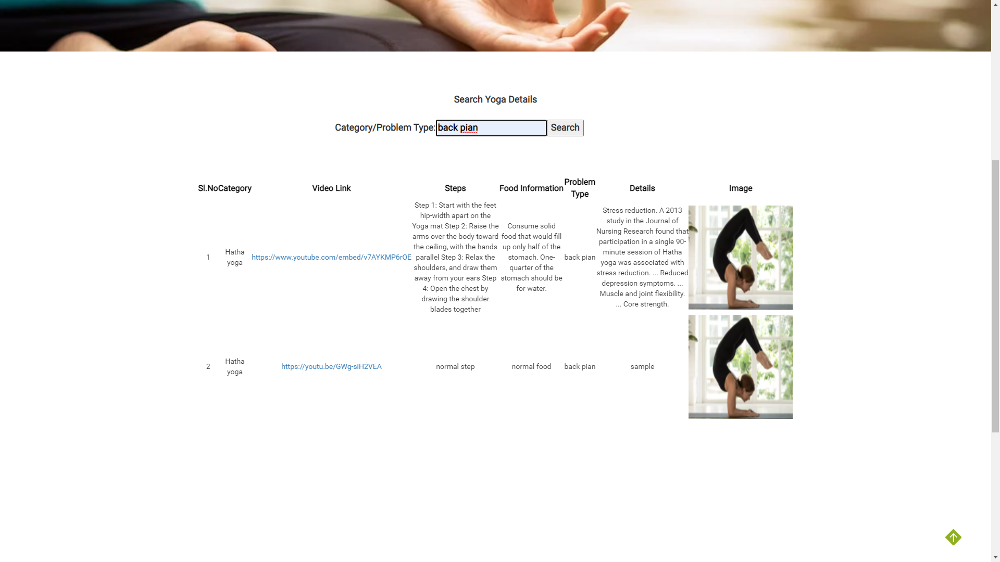 Search Yoga Details
Category/Problem Type:back pian Search
Sl.No Category Video Link Steps Food Information Problem Type Details Image
1
Hatha
yoga
https://www.youtube.com/embed/v7AYKMP6rOE
Step 1: Start with the feet
hip-width apart on the
Yoga mat Step 2: Raise the
arms over the body toward
the ceiling, with the hands
parallel Step 3: Relax the
shoulders, and draw them
away from your ears Step
4: Open the chest by
drawing the shoulder
blades together
Consume solid
food that would fill
up only half of the
stomach. One-
quarter of the
stomach should be
for water.
back pian
Stress reduction. A 2013
study in the Journal of
Nursing Research found that
participation in a single 90-
minute session of Hatha
yoga was associated with
stress reduction. ... Reduced
depression symptoms. ...
Muscle and joint flexibility.
... Core strength.
2
Hatha
yoga
https://youtu.be/GWg-siH2VEA
normal step
normal food
back pian
sample